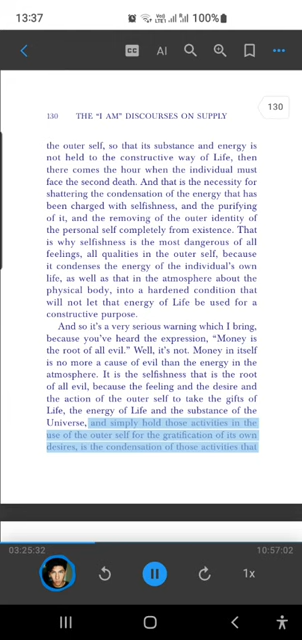 13:37
100%
CC
AI
130
130 THE "I AM" DISCOURSES ON SUPPLY
the outer self, so that its substance and energy is
not held to the constructive way of Life, then
there comes the hour when the individual must
face the second death. And that is the necessity for
shattering the condensation of the energy that has
been charged with selfishness, and the purifying
of it, and the removing of the outer identity of
the personal self completely from existence. That
is why selfishness is the most dangerous of all
feelings, all qualities in the outer self, because
it condenses the energy of the individual's own
life, as well as that in the atmosphere about the
physical body, into a hardened condition that
will not let that energy of Life be used for a
constructive purpose.
And so it's a very serious warning which I bring,
because you've heard the expression, "Money is
the root of all evil." Well, it's not. Money in itself
is no more a cause of evil than the energy in the
atmosphere. It is the selfishness that is the root
of all evil, because the feeling and the desire and
the action of the outer self to take the gifts of
Life, the energy of Life and the substance of the
Universe, and simply hold those activities in the
use of the outer self for the gratification of its own
desires, is the condensation of those activities that
03:25:32
10:57:02
1x